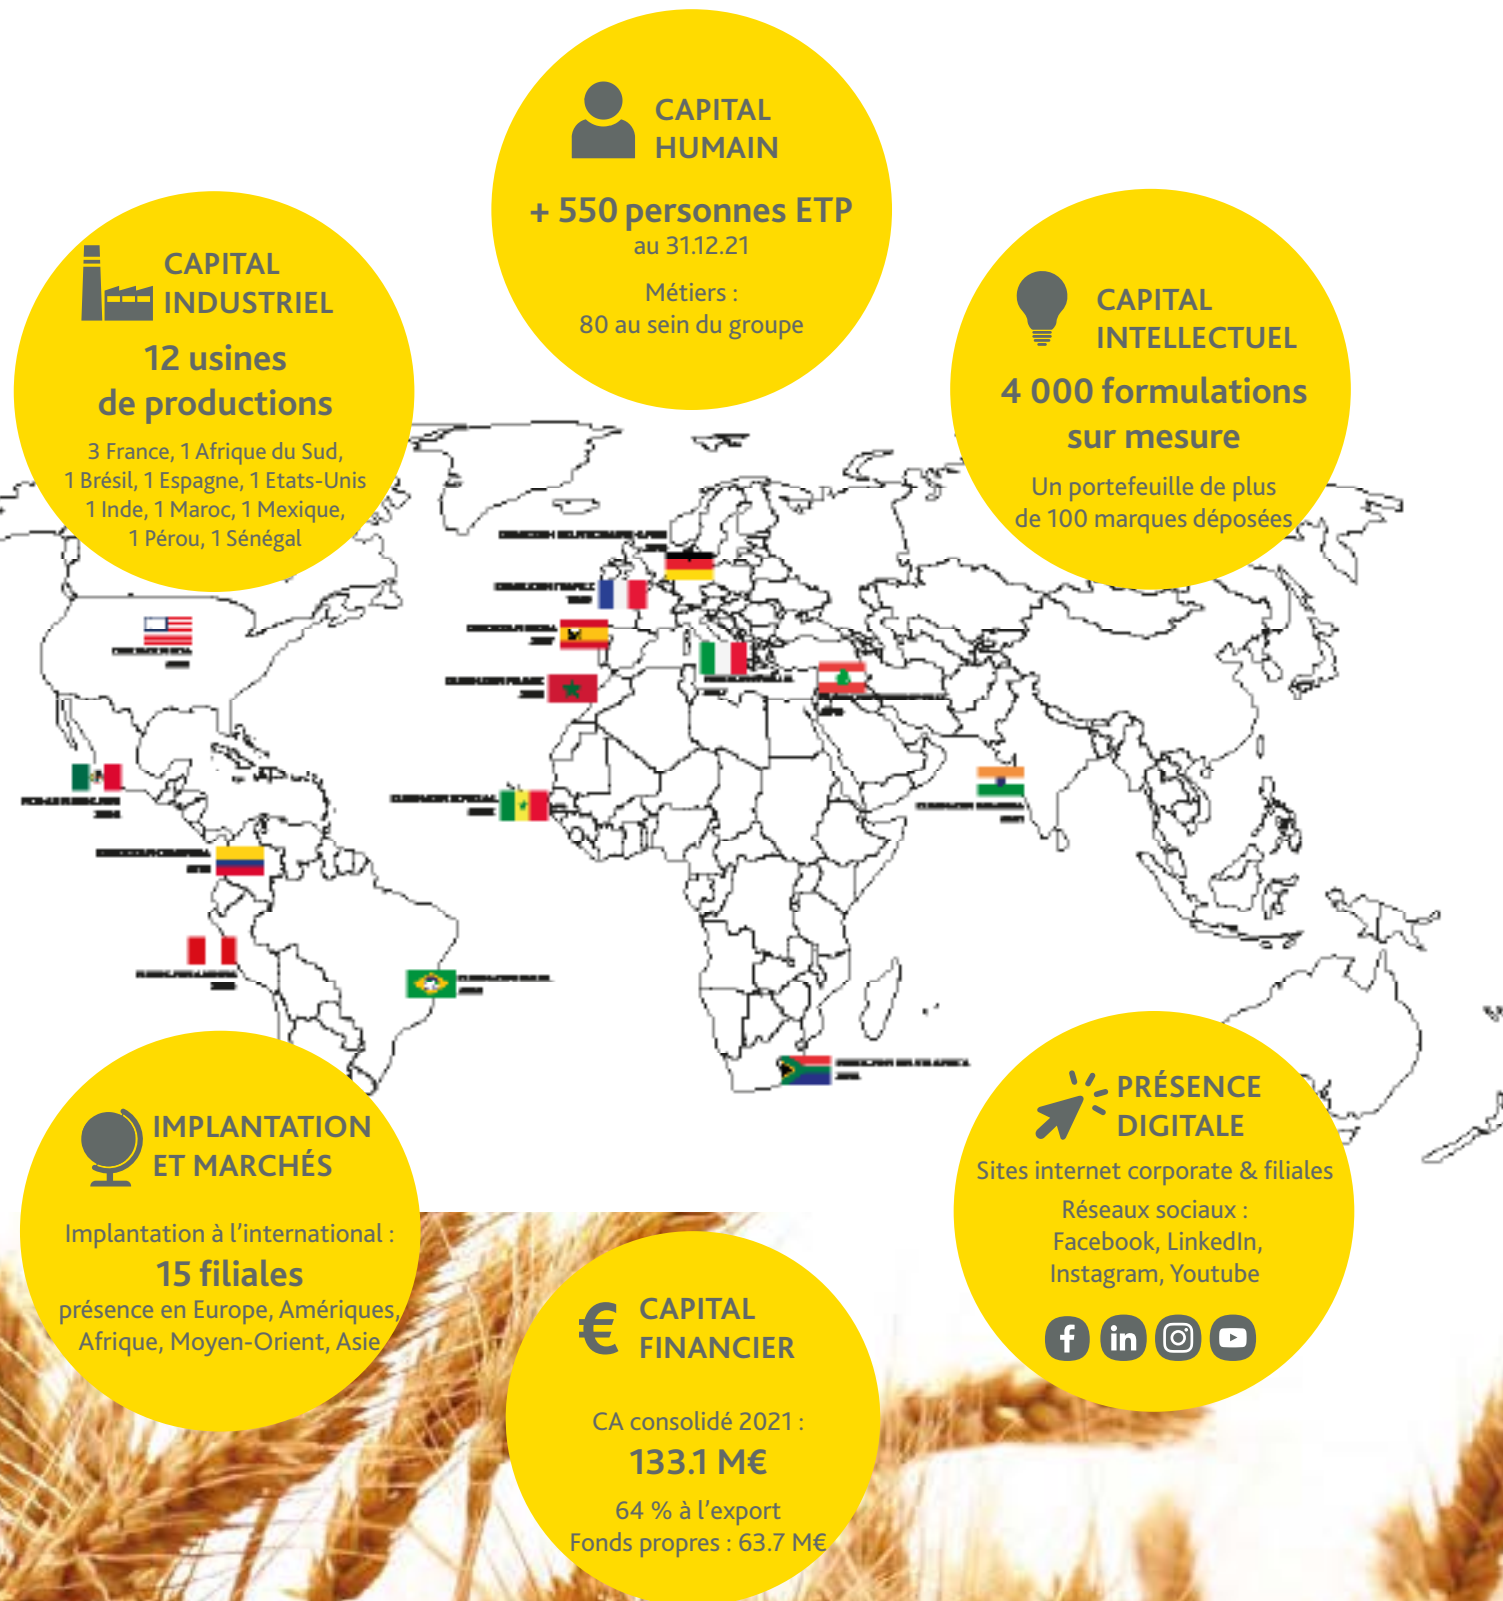 CAPITAL
HUMAIN
+ 550 personnes ETP
au 31.12.21
Métiers :
80 au sein du groupe
CAPITAL
INDUSTRIEL
12 usines
de productions
3 France, 1 Afrique du Sud,
1 Brésil, 1 Espagne, 1 Etats-Unis
1 Inde, 1 Maroc, 1 Mexique,
1 Pérou, 1 Sénégal
CAPITAL
INTELLECTUEL
4 000 formulations
sur mesure
Un portefeuille de plus
de 100 marques déposées
IMPLANTATION
ET MARCHÉS
Implantation à l'international :
15 filiales
présence en Europe, Amériques,
Afrique, Moyen-Orient, Asie
PRÉSENCE
DIGITALE
Sites internet corporate & filiales
Réseaux sociaux :
Facebook, LinkedIn,
Instagram, Youtube
€ CAPITAL
FINANCIER
CA consolidé 2021 :
133.1 M€
64 % à l'export
Fonds propres : 63.7 M€